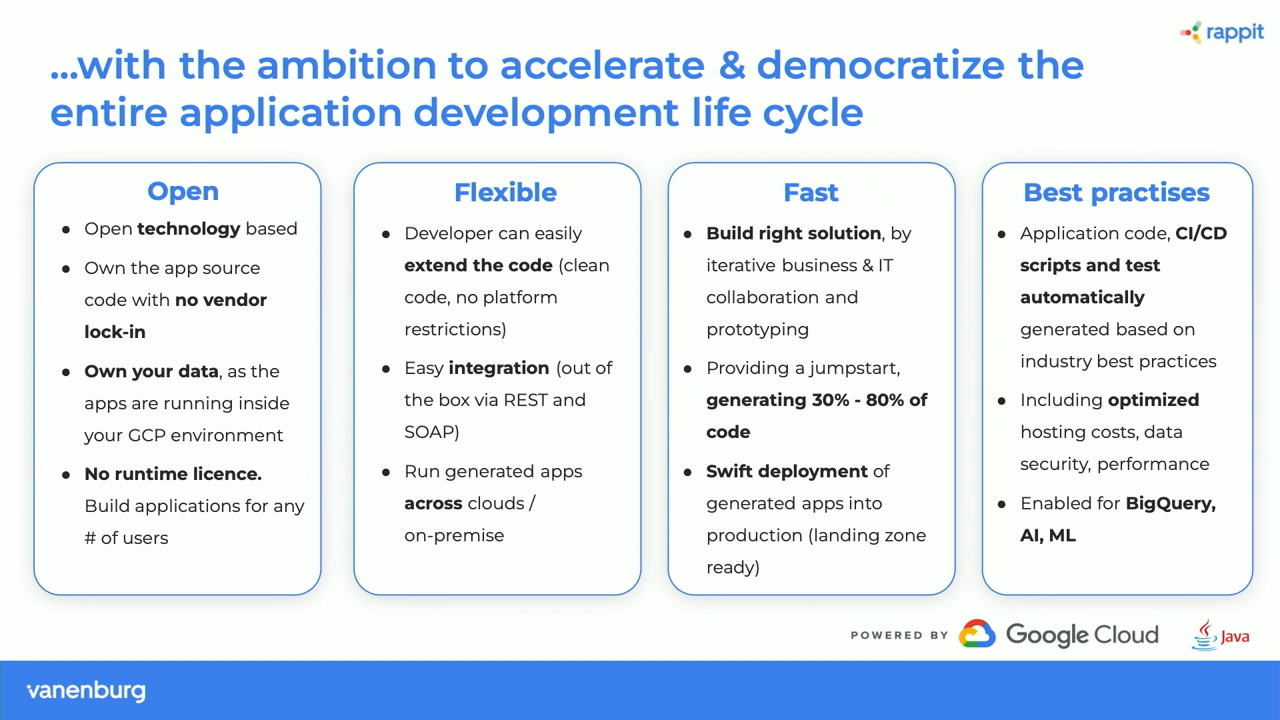 rappit
...with the ambition to accelerate & democratize the
entire application development life cycle
Open
● Open technology based
● Own the app source
code with no vendor
lock-in
● Own your data, as the
apps are running inside
your GCP environment
● No runtime licence.
Build applications for any
# of users
Flexible
● Developer can easily
extend the code (clean
code, no platform
restrictions)
● Easy integration (out of
the box via REST and
SOAP)
● Run generated apps
across clouds /
on-premise
Fast
● Build right solution, by
iterative business & IT
collaboration and
prototyping
● Providing a jumpstart,
generating 30% - 80% of
code
● Swift deployment of
generated apps into
production (landing zone
ready)
Best practises
● Application code, CI/CD
scripts and test
automatically
generated based on
industry best practices
● Including optimized
hosting costs, data
security, performance
● Enabled for BigQuery,
AI, ML
POWERED BY Google Cloud Java
vanenburg